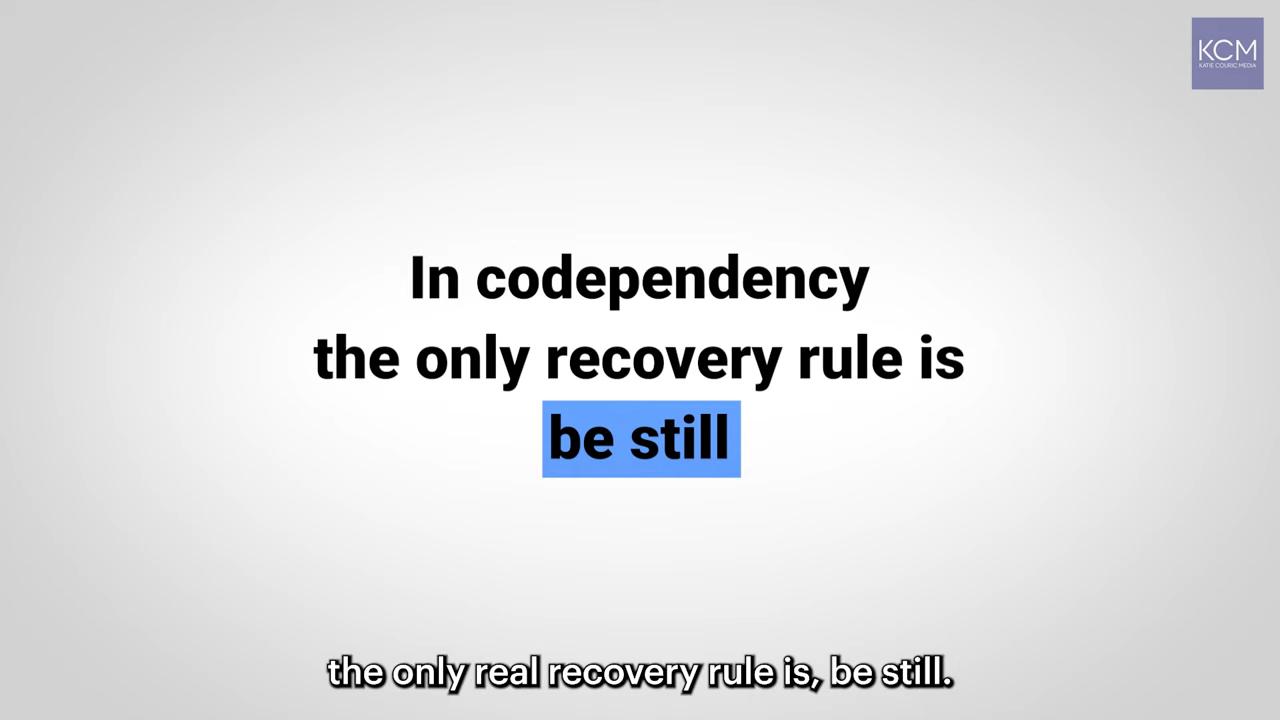 KCM
KATIE COURIC MEDIA
In codependency
the only recovery rule is
be still
the only real recovery rule is, be still.